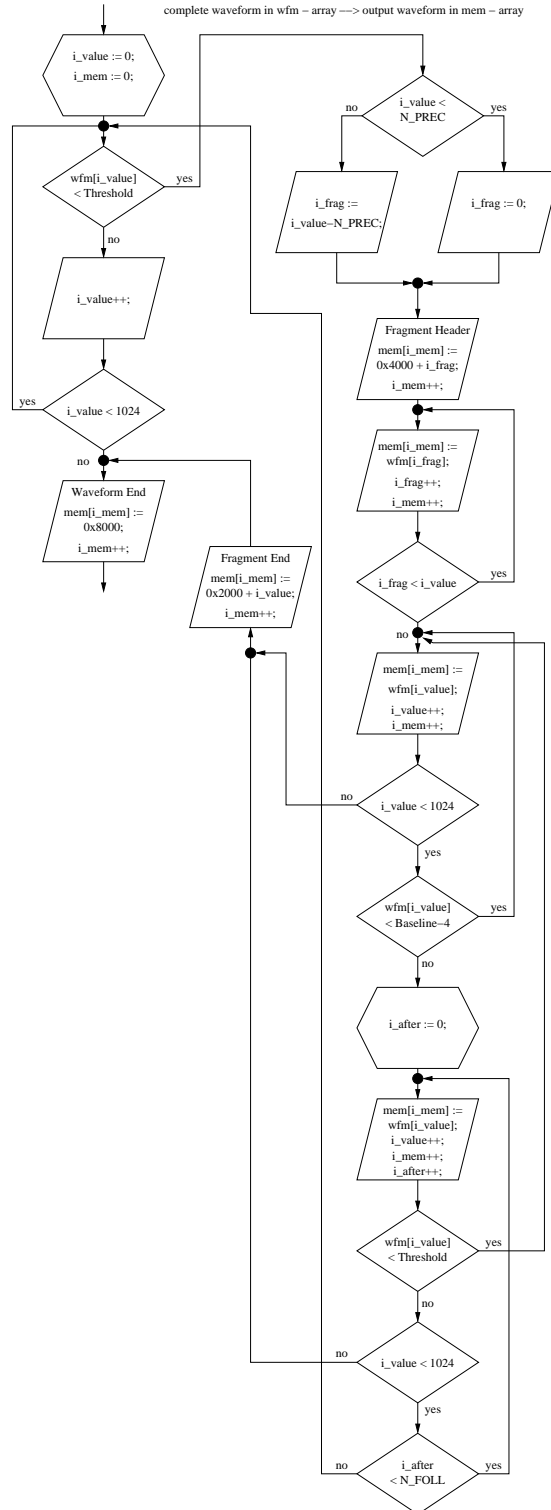 complete waveform in wfm – array ––> output waveform in mem – array
i_value := 0;
i_mem := 0;
wfm[i_value]
< Threshold
yes
no
i_value++;
i_value < 1024
yes
no
Waveform End
mem[i_mem] :=
0x8000;
i_mem++;
Fragment End
mem[i_mem] :=
0x2000 + i_value;
i_mem++;
i_value <
N_PREC
no
yes
i_frag :=
i_value−N_PREC;
i_frag := 0;
Fragment Header
mem[i_mem] :=
0x4000 + i_frag;
i_mem++;
mem[i_mem] :=
wfm[i_frag];
i_frag++;
i_mem++;
i_frag < i_value
yes
no
mem[i_mem] :=
wfm[i_value];
i_value++;
i_mem++;
i_value < 1024
no
yes
wfm[i_value]
< Baseline−4
yes
no
i_after := 0;
mem[i_mem] :=
wfm[i_value];
i_value++;
i_mem++;
i_after++;
wfm[i_value]
< Threshold
yes
no
i_value < 1024
no
yes
i_after
< N_FOLL
no
yes